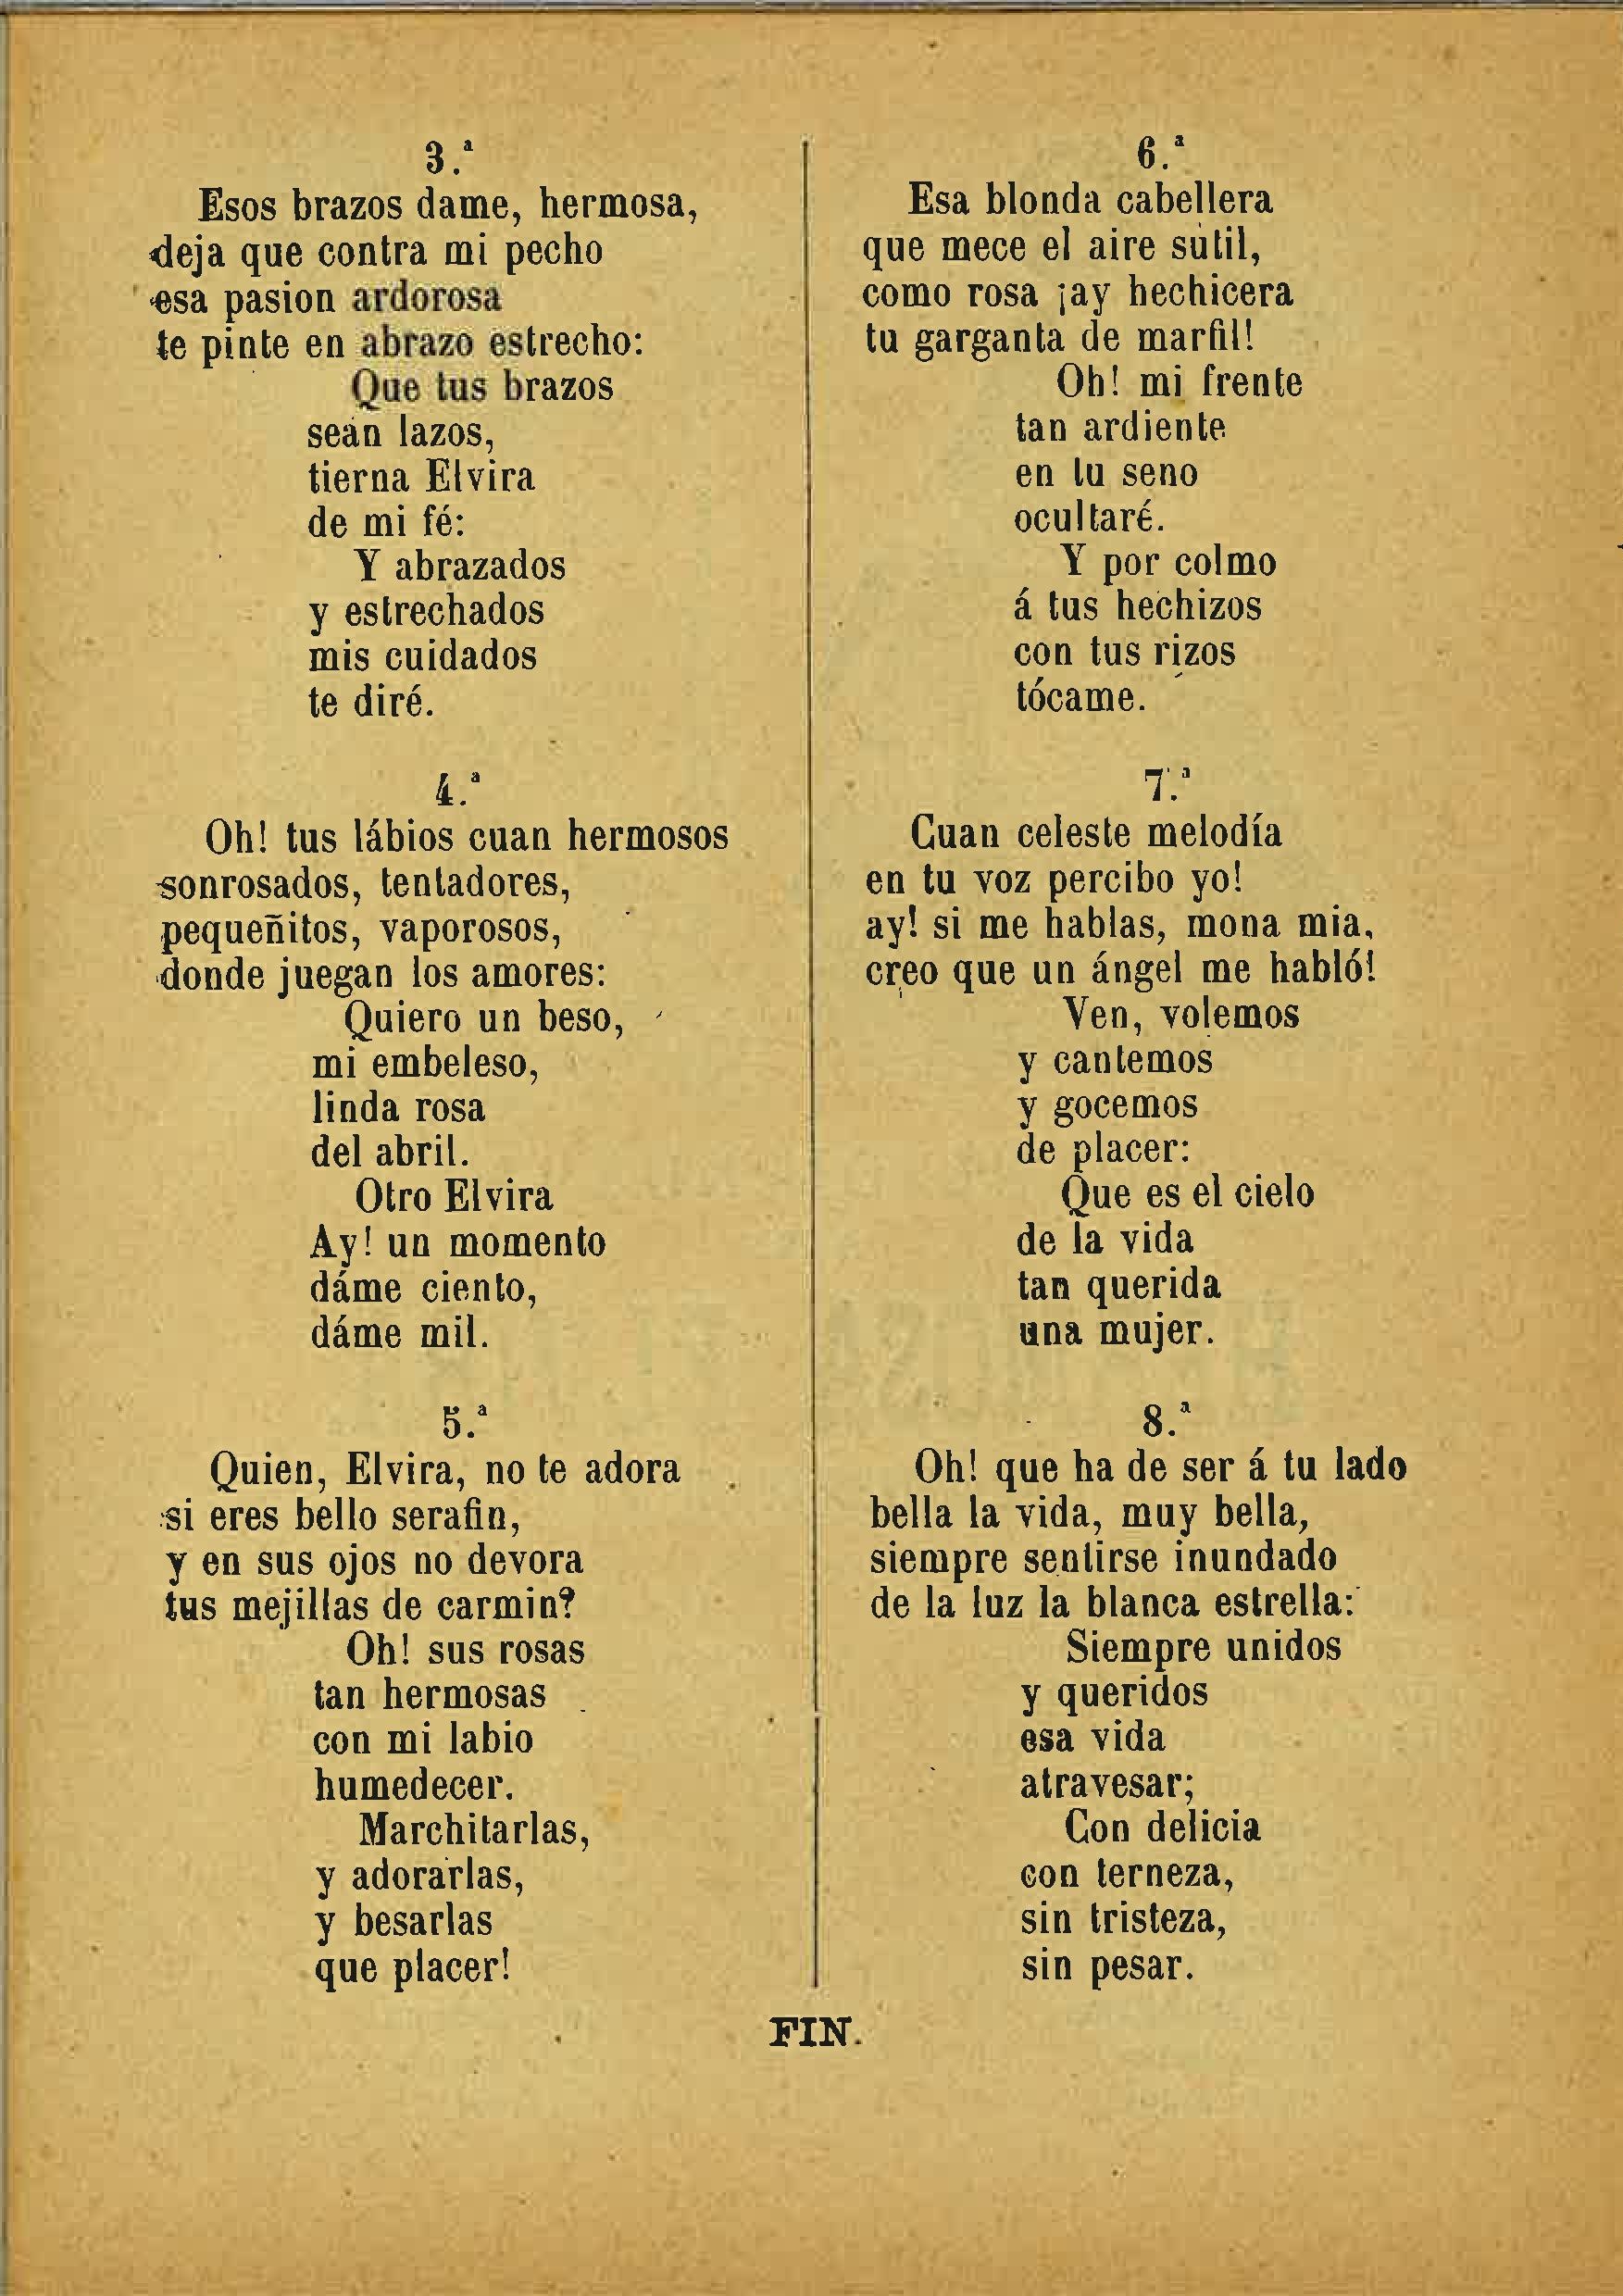 3.ª
Esos brazos dame, hermosa,
deja que contra mi pecho
esa pasion ardorosa
te pinte en abrazo estrecho:
Que tus brazos
sean lazos,
tierna Elvira
de mi fé:
Y abrazados
y estrechados
mis cuidados
te diré.
4.ª
Oh! tus lábios cuan hermosos
sonrosados, tentadores,
pequeñitos, vaporosos,
donde juegan los amores:
Quiero un beso,
mi embeleso,
linda rosa
del abril.
Otro Elvira
Ay! un momento
dáme ciento,
dáme mil.
5.ª
Quien, Elvira, no te adora
si eres bello serafin,
y en sus ojos no devora
tus mejillas de carmin?
Oh! sus rosas
tan hermosas
con mi labio
humedecer.
Marchitarlas,
y adorarlas,
y besarlas
que placer!
6.ª
Esa blonda cabellera
que mece el aire sútil,
como rosa ¡ay hechicera
tu garganta de marfil!
Oh! mi frente
tan ardiente
en tu seno
ocultaré.
Y por colmo
á tus hechizos
con tus rizos
tócame.
7.ª
Cuan celeste melodía
en tu voz percibo yo!
ay! si me hablas, mona mia,
creo que un ángel me habló!
Ven, volemos
y cantemos
y gocemos
de placer:
Que es el cielo
de la vida
tan querida
una mujer.
8.ª
Oh! que ha de ser á tu lado
bella la vida, muy bella,
siempre sentirse inundado
de la luz la blanca estrella:
Siempre unidos
y queridos
esa vida
atravesar;
Con delicia
con terneza,
sin tristeza,
sin pesar.
FIN.